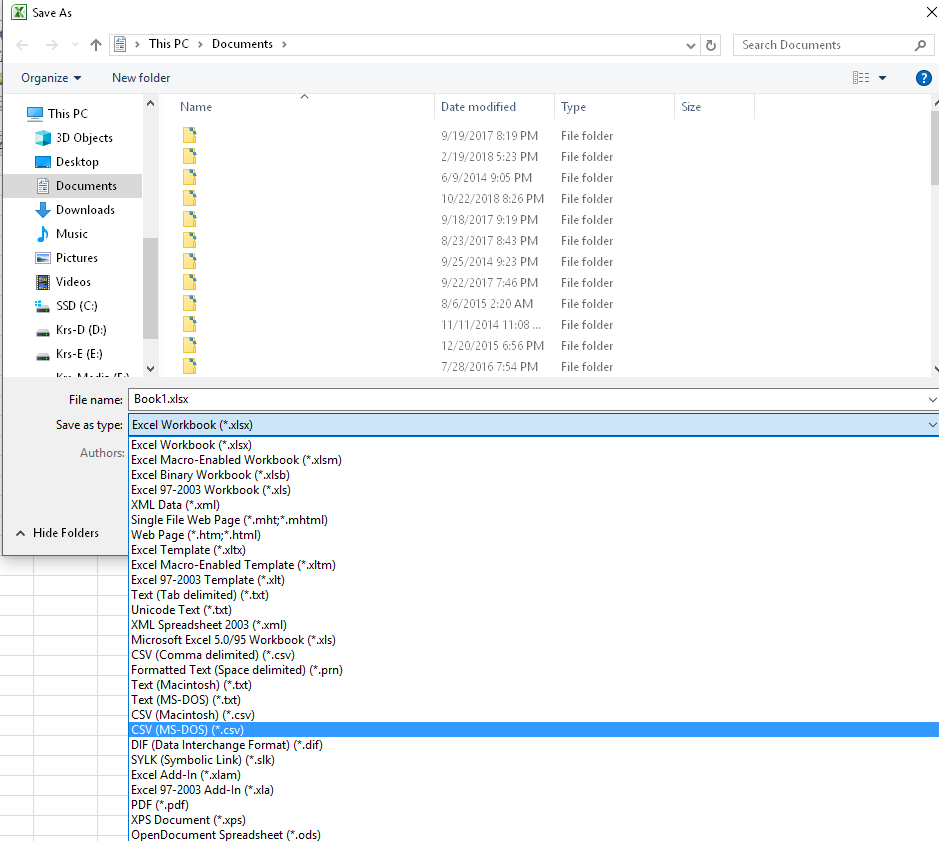 Save As
This PC Documents
Search Documents
Organize New folder
Name Date modified Type Size
This PC
3D Objects
Desktop
Documents
Downloads
Music
Pictures
Videos
SSD (C:)
Krs-D (D:)
Krs-E (E:)
Krs-Media (F:)
9/19/2017 8:19 PM File folder
2/19/2018 5:23 PM File folder
6/9/2014 9:05 PM File folder
10/22/2018 8:26 PM File folder
9/18/2017 9:19 PM File folder
8/23/2017 8:43 PM File folder
9/25/2014 9:23 PM File folder
9/22/2017 7:46 PM File folder
8/6/2015 2:20 AM File folder
11/11/2014 11:08 ... File folder
12/20/2015 6:56 PM File folder
7/28/2016 7:54 PM File folder
File name: Book1.xlsx
Save as type: Excel Workbook (*.xlsx)
Authors:
Hide Folders
Excel Workbook (*.xlsx)
Excel Macro-Enabled Workbook (*.xlsm)
Excel Binary Workbook (*.xlsb)
Excel 97-2003 Workbook (*.xls)
XML Data (*.xml)
Single File Web Page (*.mht;*.mhtml)
Web Page (*.htm;*.html)
Excel Template (*.xltx)
Excel Macro-Enabled Template (*.xltm)
Excel 97-2003 Template (*.xlt)
Text (Tab delimited) (*.txt)
Unicode Text (*.txt)
XML Spreadsheet 2003 (*.xml)
Microsoft Excel 5.0/95 Workbook (*.xls)
CSV (Comma delimited) (*.csv)
Formatted Text (Space delimited) (*.prn)
Text (Macintosh) (*.txt)
Text (MS-DOS) (*.txt)
CSV (Macintosh) (*.csv)
CSV (MS-DOS) (*.csv)
DIF (Data Interchange Format) (*.dif)
SYLK (Symbolic Link) (*.slk)
Excel Add-In (*.xlam)
Excel 97-2003 Add-In (*.xla)
PDF (*.pdf)
XPS Document (*.xps)
OpenDocument Spreadsheet (*.ods)